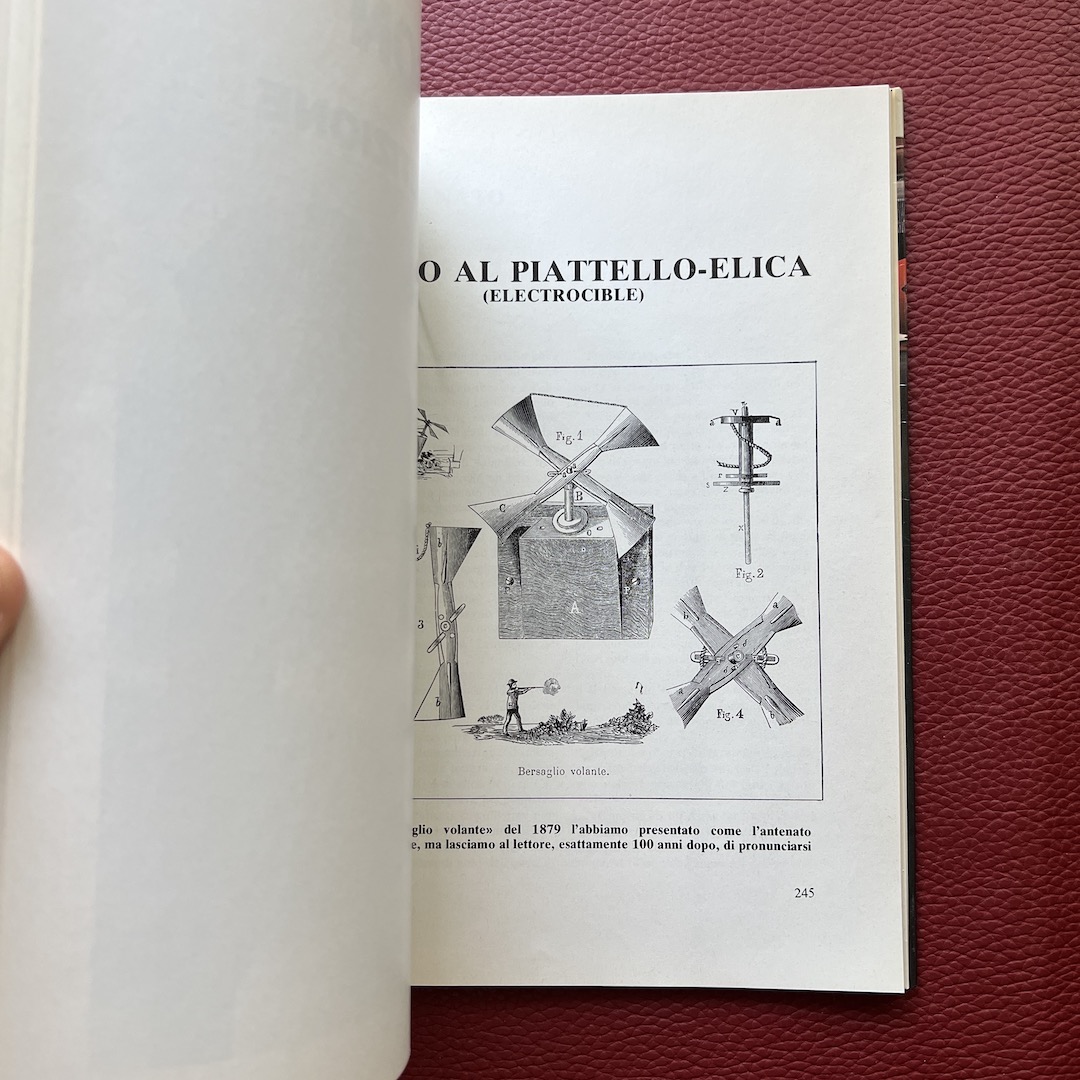 O AL PIATTELLO-ELICA
(ELECTROCIBLE)
Fig.1
B
C
o
A
F
F
V
r
s
z
x
Fig.2
b
3
c
b
b
a
c
a
b
Fig.4
Bersaglio volante.
glio volante» del 1879 l'abbiamo presentato come l'antenato
e, ma lasciamo al lettore, esattamente 100 anni dopo, di pronunciarsi
245